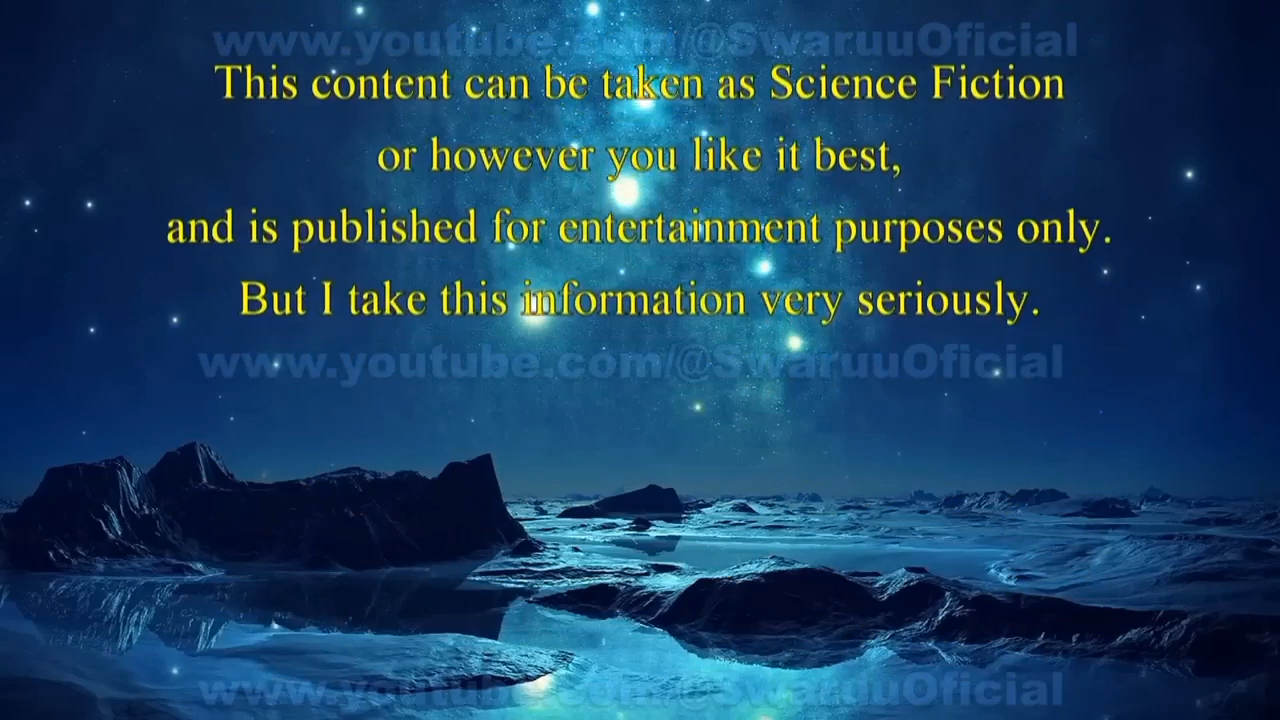 www.youtube.com/@SwaruuOficial
This content can be taken as Science Fiction
or however you like it best,
and is published for entertainment purposes only.
But I take this information very seriously.
www.youtube.com/@SwaruuOficial
www.youtube.com/@SwaruuOficial